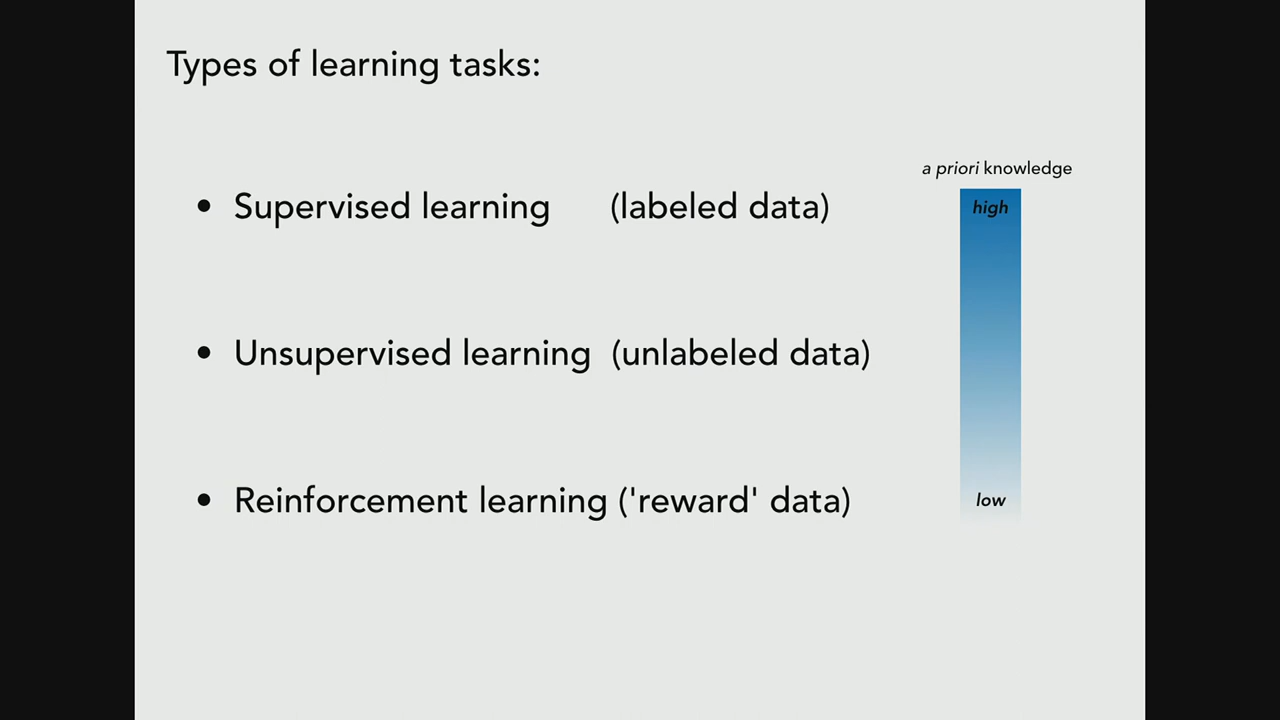 Types of learning tasks:
a priori knowledge
• Supervised learning (labeled data)
high
• Unsupervised learning (unlabeled data)
• Reinforcement learning ('reward' data)
low